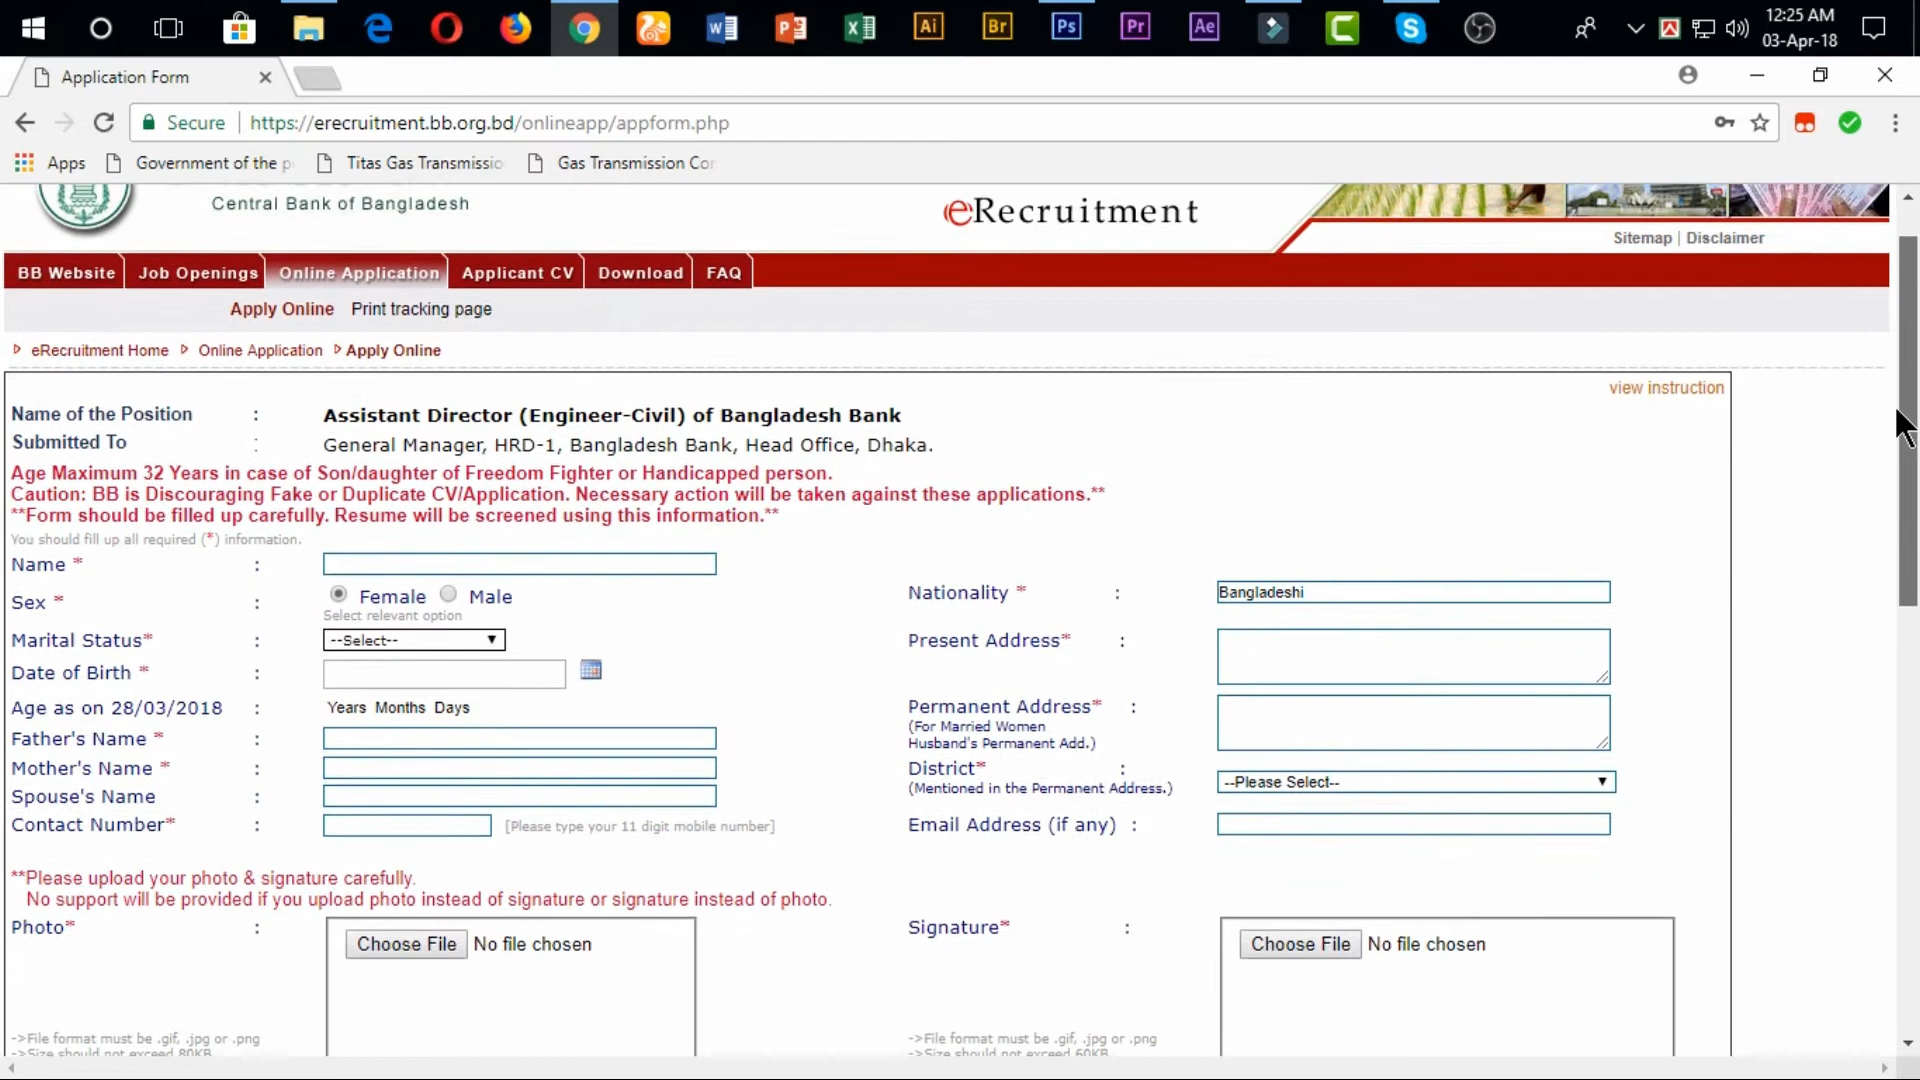 12:25 AM
03-Apr-18
Application Form
Secure https://erecruitment.bb.org.bd/onlineapp/appform.php
Apps Government of the p Titas Gas Transmissio Gas Transmission Cor
Central Bank of Bangladesh
eRecruitment
Sitemap | Disclaimer
BB Website Job Openings Online Application Applicant CV Download FAQ
Apply Online Print tracking page
eRecruitment Home Online Application Apply Online
view instruction
Name of the Position : Assistant Director (Engineer-Civil) of Bangladesh Bank
Submitted To : General Manager, HRD-1, Bangladesh Bank, Head Office, Dhaka.
Age Maximum 32 Years in case of Son/daughter of Freedom Fighter or Handicapped person.
Caution: BB is Discouraging Fake or Duplicate CV/Application. Necessary action will be taken against these applications.**
**Form should be filled up carefully. Resume will be screened using this information.**
You should fill up all required (*) information.
Name * :
Sex * : Female Male
Select relevant option
Nationality * : Bangladeshi
Marital Status* : --Select--
Present Address* :
Date of Birth * :
Age as on 28/03/2018 : Years Months Days
Permanent Address* :
(For Married Women
Husband's Permanent Add.)
Father's Name * :
Mother's Name * :
District* : --Please Select--
(Mentioned in the Permanent Address.)
Spouse's Name :
Contact Number* : [Please type your 11 digit mobile number]
Email Address (if any) :
**Please upload your photo & signature carefully.
No support will be provided if you upload photo instead of signature or signature instead of photo.
Photo* : Choose File No file chosen
Signature* : Choose File No file chosen
->File format must be .gif, .jpg or .png
->Size should not exceed 80KB
->File format must be .gif, .jpg or .png
->Size should not exceed 60KB